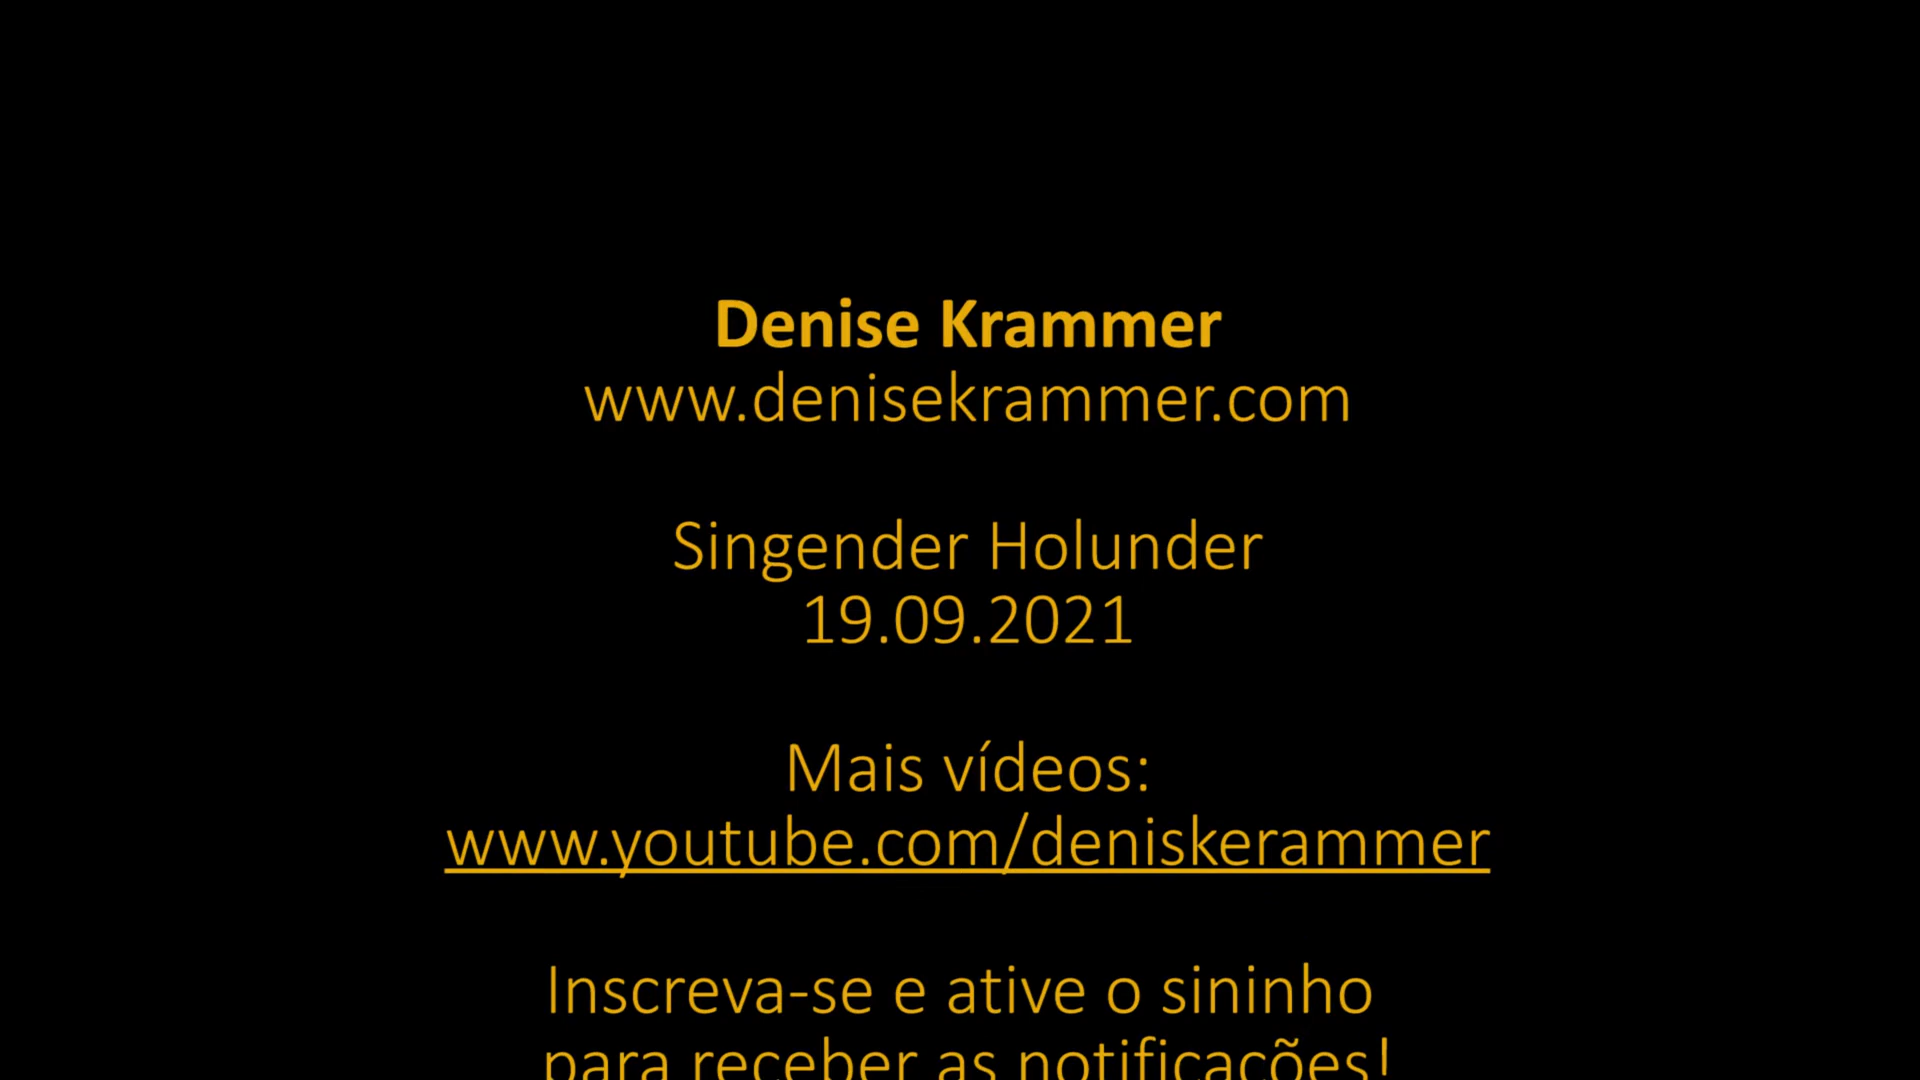 Denise Krammer
www.denisekrammer.com
Singender Holunder
19.09.2021
Mais vídeos:
www.youtube.com/deniskerammer
Inscreva-se e ative o sininho
para receber as notificações!